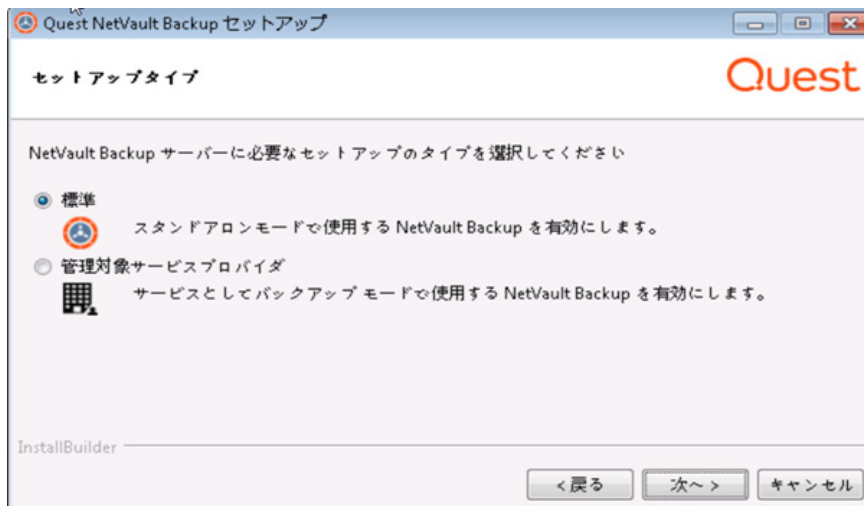 Quest NetVault Backup セットアップ
セットアップタイプ
Quest
NetVault Backup サーバーに必要なセットアップのタイプを選択してください
標準
スタンドアロンモードで使用する NetVault Backup を有効にします。
管理対象サービスプロバイダ
サービスとしてバックアップ モードで使用する NetVault Backup を有効にします。
InstallBuilder
< 戻る
次へ >
キャンセル